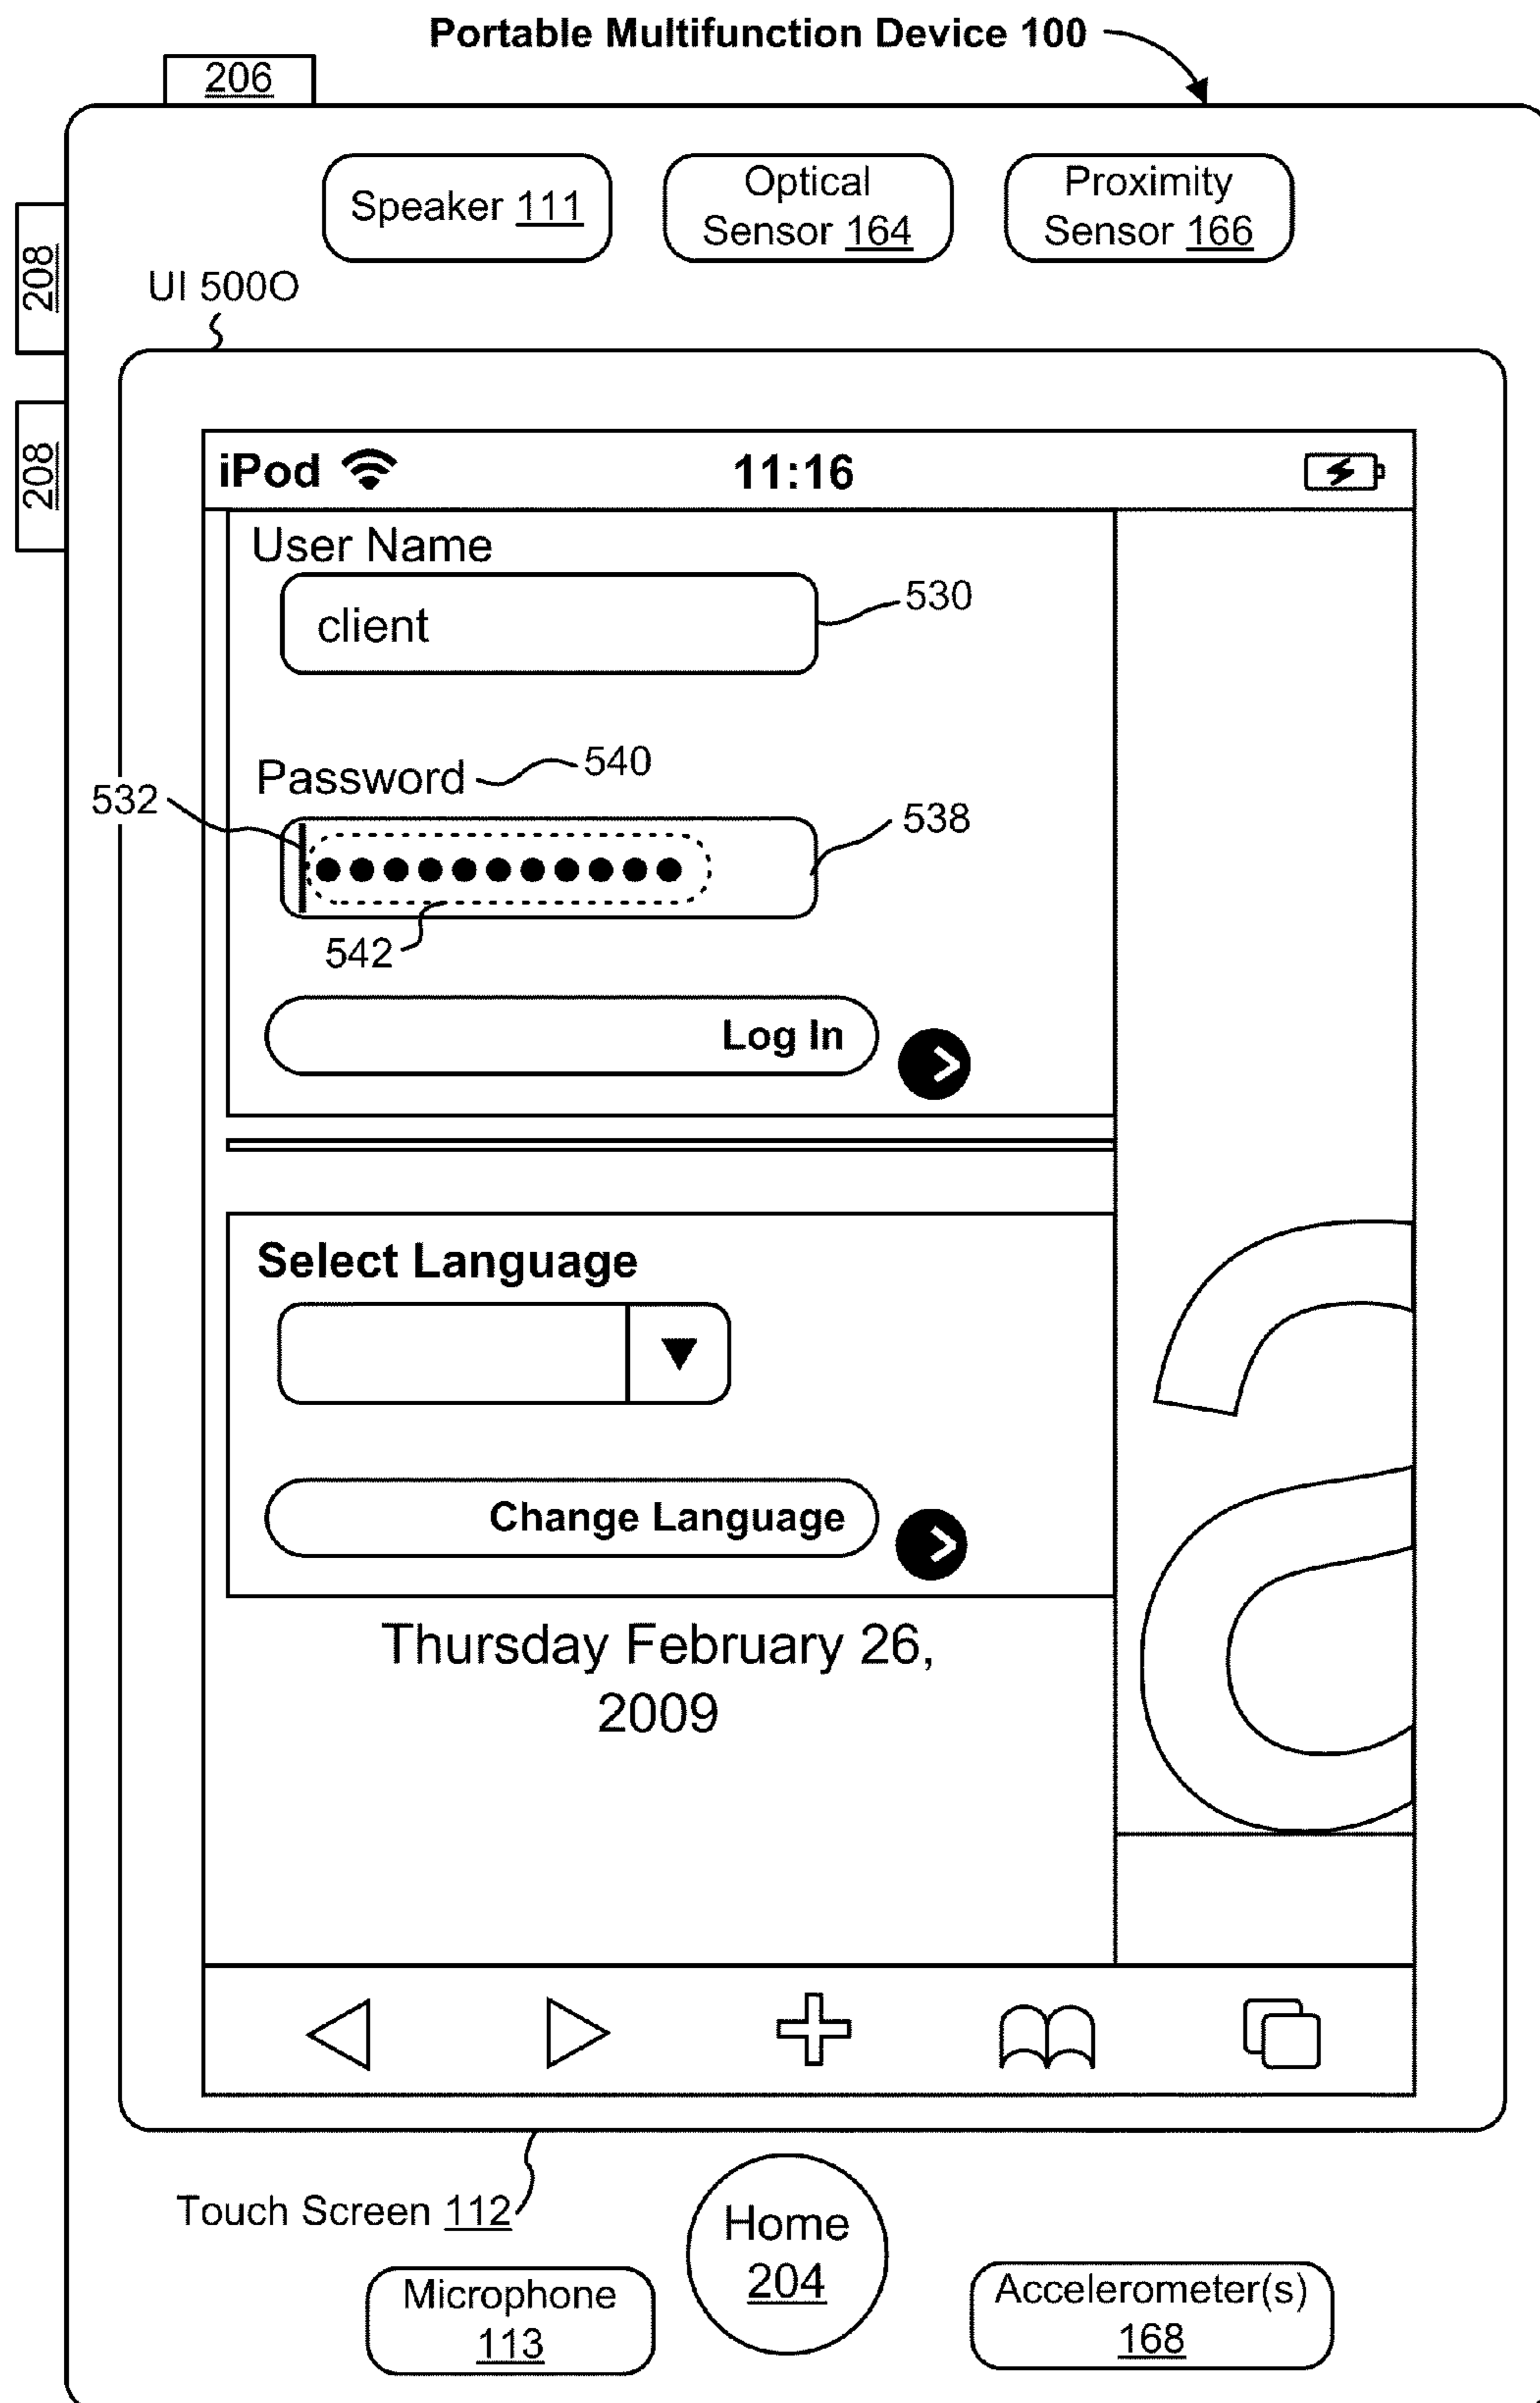 Portable Multifunction Device 100
206
Speaker 111
Optical
Sensor 164
Proximity
Sensor 166
208
UI 500O
208
iPod
11:16
User Name
client
530
Password
540
532
538
542
Log In
Select Language
Change Language
Thursday February 26,
2009
Touch Screen 112
Home
204
Microphone
113
Accelerometer(s)
168